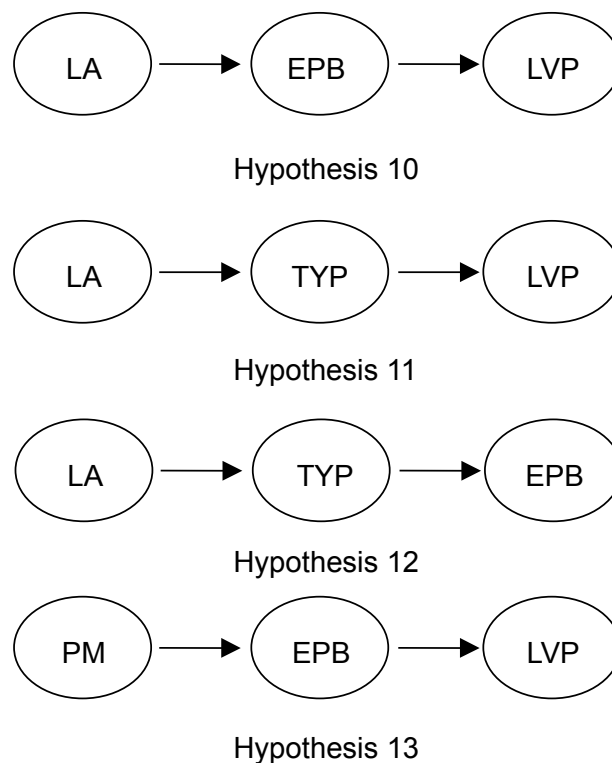 LA EPB LVP
Hypothesis 10
LA TYP LVP
Hypothesis 11
LA TYP EPB
Hypothesis 12
PM EPB LVP
Hypothesis 13